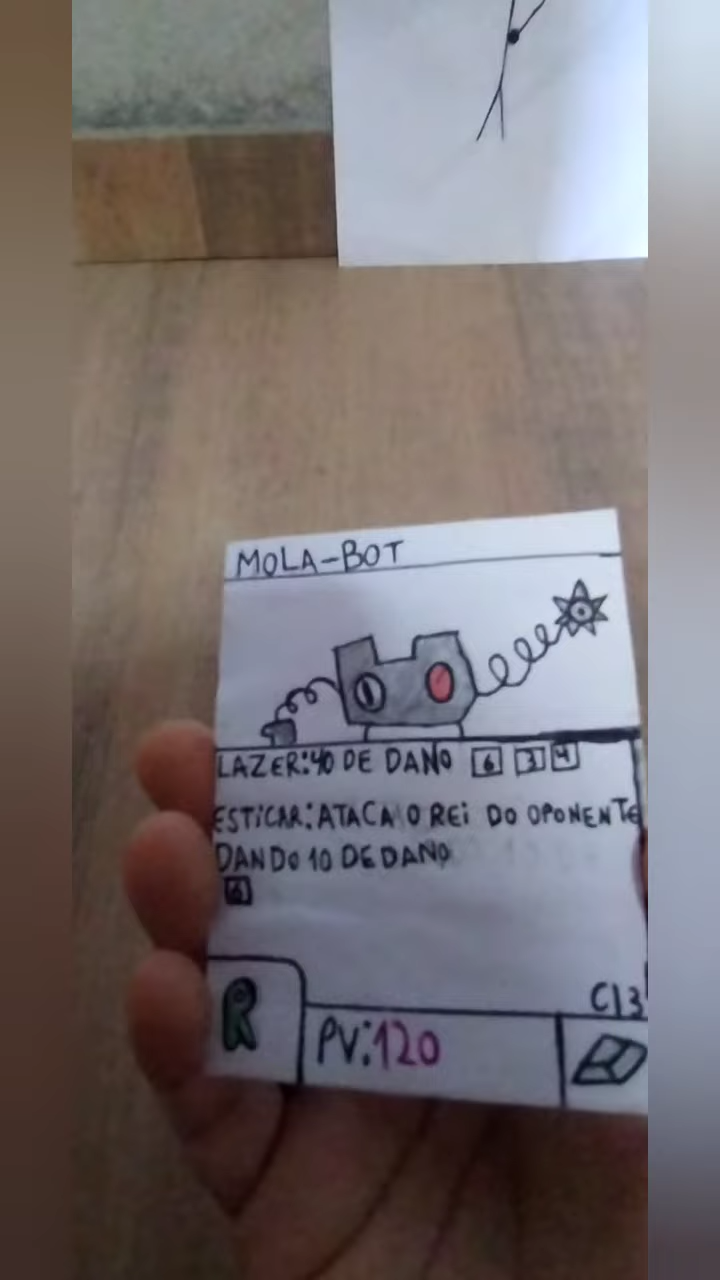 MOLA-BOT
LAZER:40 DE DANO 6 3 4
ESTICAR:ATACA O REI DO OPONENTE
DANDO 10 DE DANO
6
C13
R
PV:120